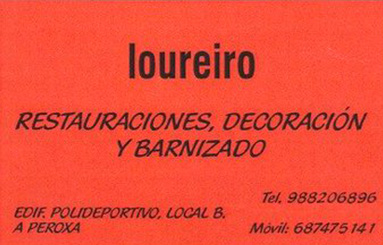 loureiro
RESTAURACIONES, DECORACIÓN
Y BARNIZADO
Tel. 988206896
EDIF. POLIDEPORTIVO, LOCAL B.
A PEROXA
Móvil: 687475141